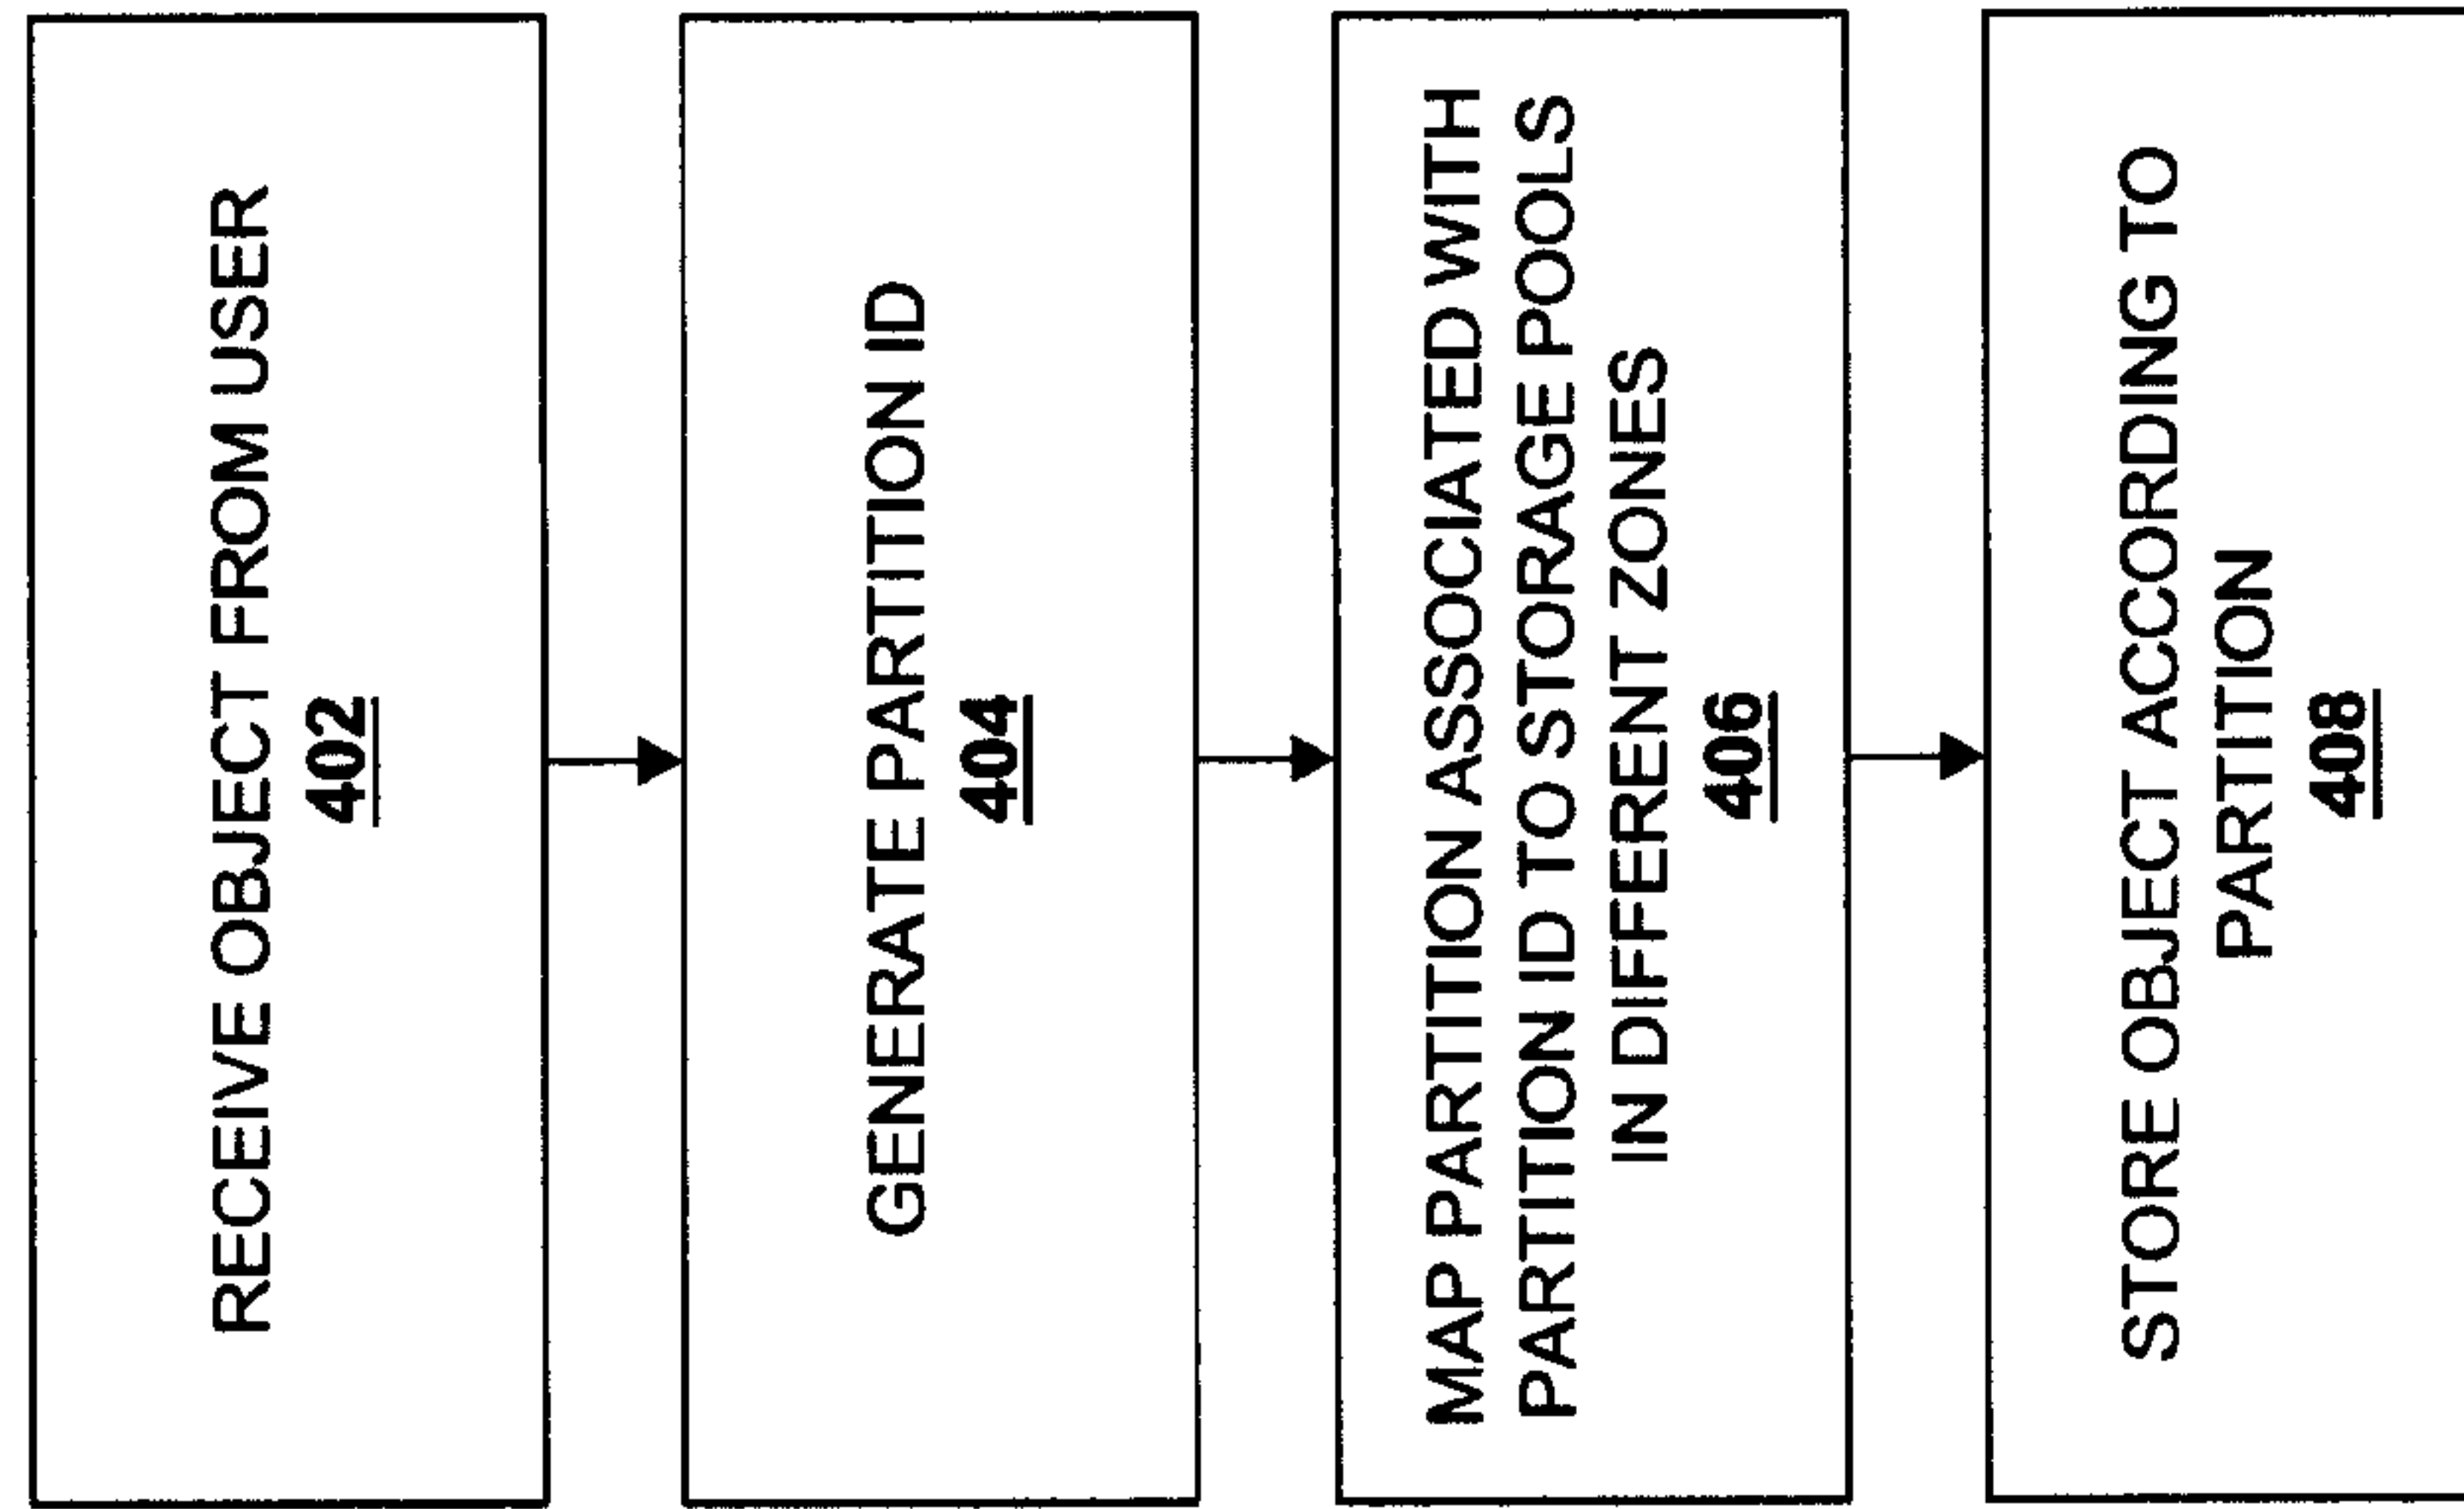 RECEIVE OBJECT FROM USER
402
GENERATE PARTITION ID
404
MAP PARTITION ASSOCIATED WITH
PARTITION ID TO STORAGE POOLS
IN DIFFERENT ZONES
406
STORE OBJECT ACCORDING TO
PARTITION
408